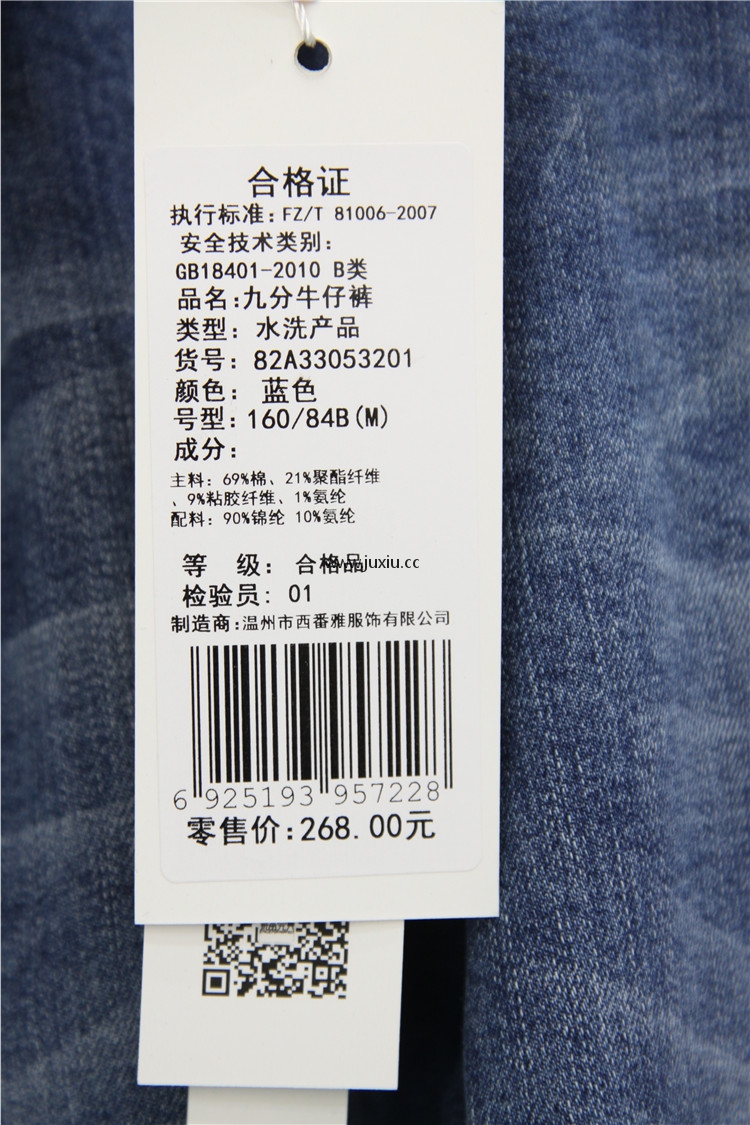 合格证
执行标准: FZ/T 81006-2007
安全技术类别:
GB18401-2010 B类
品名:九分牛仔裤
类型: 水洗产品
货号: 82A33053201
颜色: 蓝色
号型: 160/84B(M)
成分:
主料: 69%棉、21%聚酯纤维
、9%粘胶纤维、1%氨纶
配料: 90%锦纶 10%氨纶
等 级: 合格品
www.juxiu.cc
检验员: 01
制造商:温州市西番雅服饰有限公司
6 925193 957228
零售价:268.00元